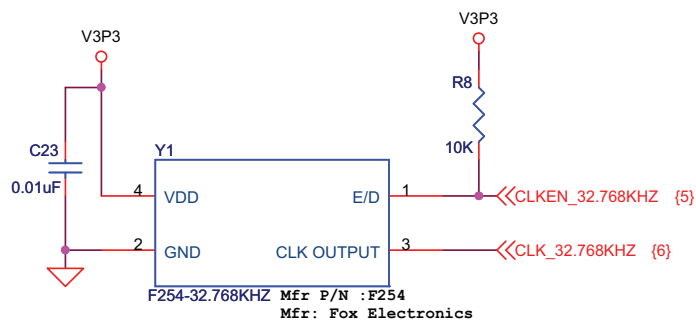 V3P3
V3P3
R8
10K
C23
0.01uF
Y1
4 VDD
E/D 1
CLKEN_32.768KHZ {5}
2 GND
CLK OUTPUT 3
CLK_32.768KHZ {6}
F254-32.768KHZ Mfr P/N :F254
Mfr: Fox Electronics